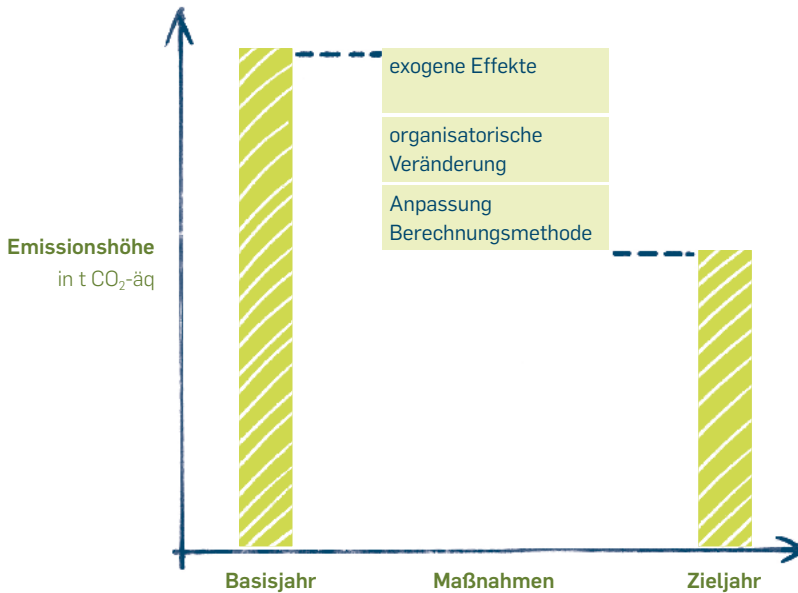 exogene Effekte
organisatorische
Veränderung
Anpassung
Berechnungsmethode
Emissionshöhe
in t CO₂-äq
Basisjahr
Maßnahmen
Zieljahr